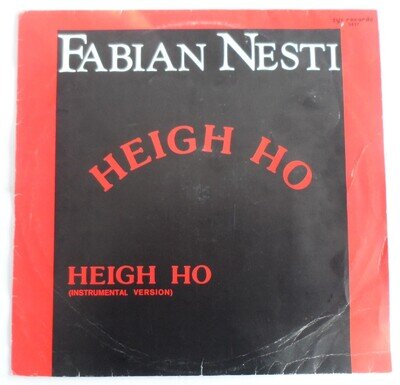 FABIAN NESTI
HEIGH HO
HEIGH HO
(INSTRUMENTAL VERSION)